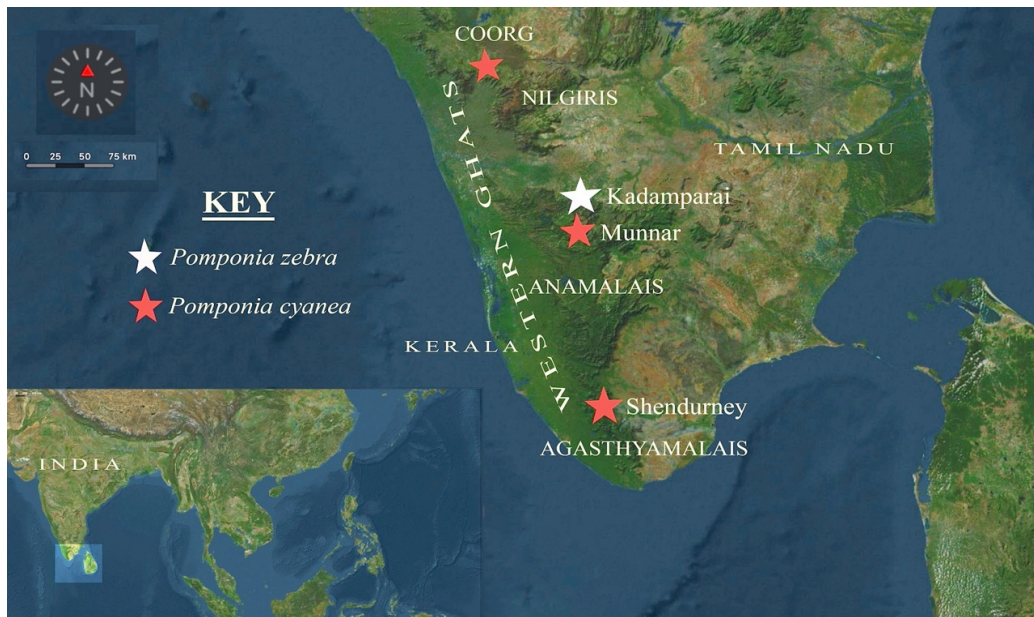 COORG
NILGIRIS
N
0 25 50 75 km
WESTERN GHATS
TAMIL NADU
KEY
Kadamparai
Munnar
Pomponia zebra
Pomponia cyanea
ANAMALAIS
KERALA
Shendurney
AGASTHYAMALAIS
INDIA